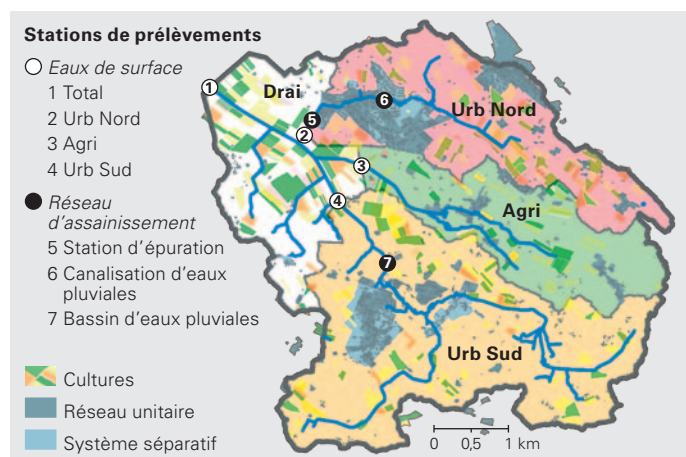 Stations de prélèvements
Eaux de surface
1 Total
2 Urb Nord
3 Agri
4 Urb Sud
Réseau
d'assainissement
5 Station d'épuration
6 Canalisation d'eaux
pluviales
7 Bassin d'eaux pluviales
Cultures
Réseau unitaire
Système séparatif
1
Drai
6
Urb Nord
5
2
3
Agri
4
7
Urb Sud
0 0,5 1 km